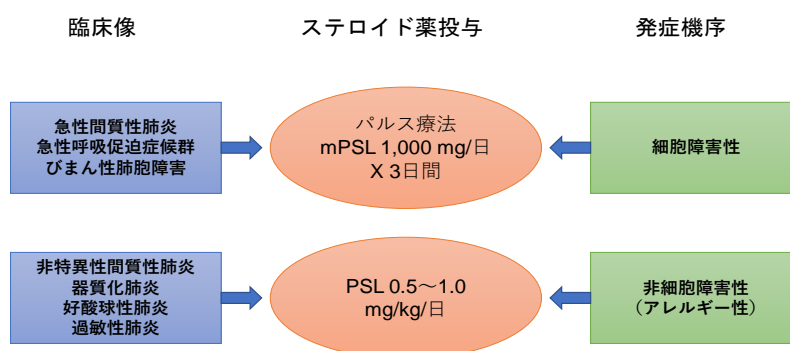 臨床像
ステロイド薬投与
発症機序
急性間質性肺炎
急性呼吸促迫症候群
びまん性肺胞障害
パルス療法
mPSL 1,000 mg/日
X 3日間
細胞障害性
非特異性間質性肺炎
器質化肺炎
好酸球性肺炎
過敏性肺炎
PSL 0.5～1.0
mg/kg/日
非細胞障害性
（アレルギー性）